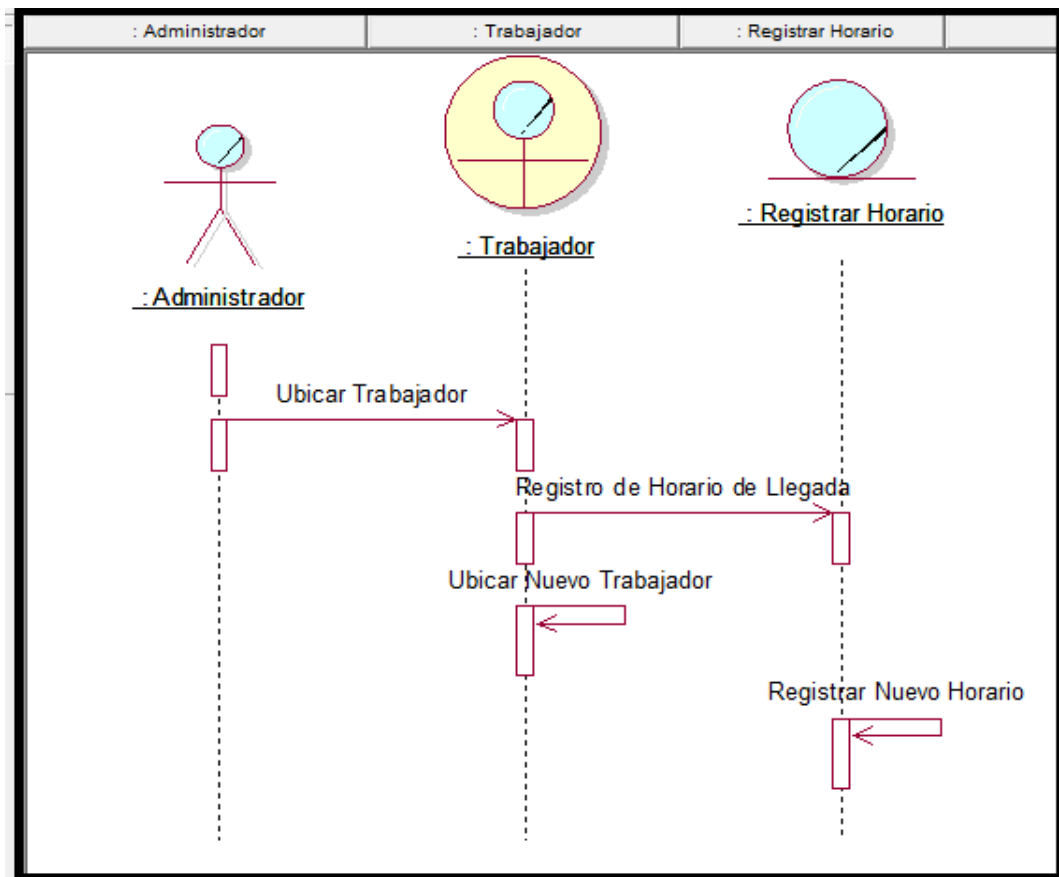 : Administrador
: Trabajador
: Registrar Horario
: Registrar Horario
: Trabajador
: Administrador
Ubicar Trabajador
Registro de Horario de Llegada
Ubicar Nuevo Trabajador
Registrar Nuevo Horario